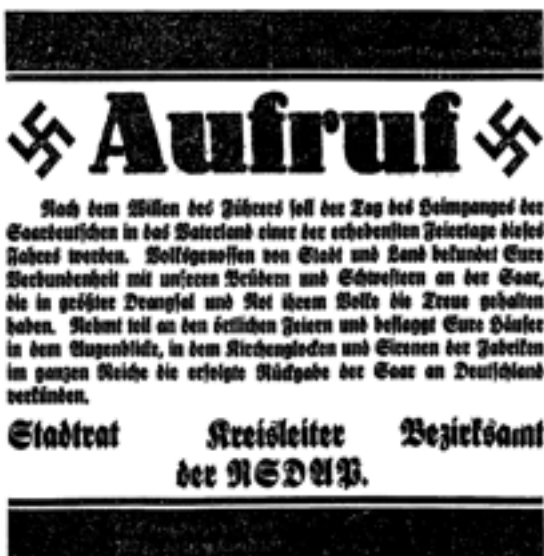 Aufruf
Nach dem Willen des Führers soll der Tag des Heimganges der
Saardeutschen in das Vaterland einer der erhebensten Feiertage dieses
Jahres werden. Volksgenossen von Stadt und Land bekundet Eure
Verbundenheit mit unseren Brüdern und Schwestern an der Saar,
die in größter Drangsal und Not ihrem Volke die Treue gehalten
haben. Nehmt teil an den örtlichen Feiern und beflaggt Eure Häuser
in dem Augenblick, in dem Kirchenglocken und Sirenen der Fabriken
im ganzen Reiche die erfolgte Rückgabe der Saar an Deutschland
verkünden.
Stadtrat Kreisleiter Bezirksamt
der NSDAP.